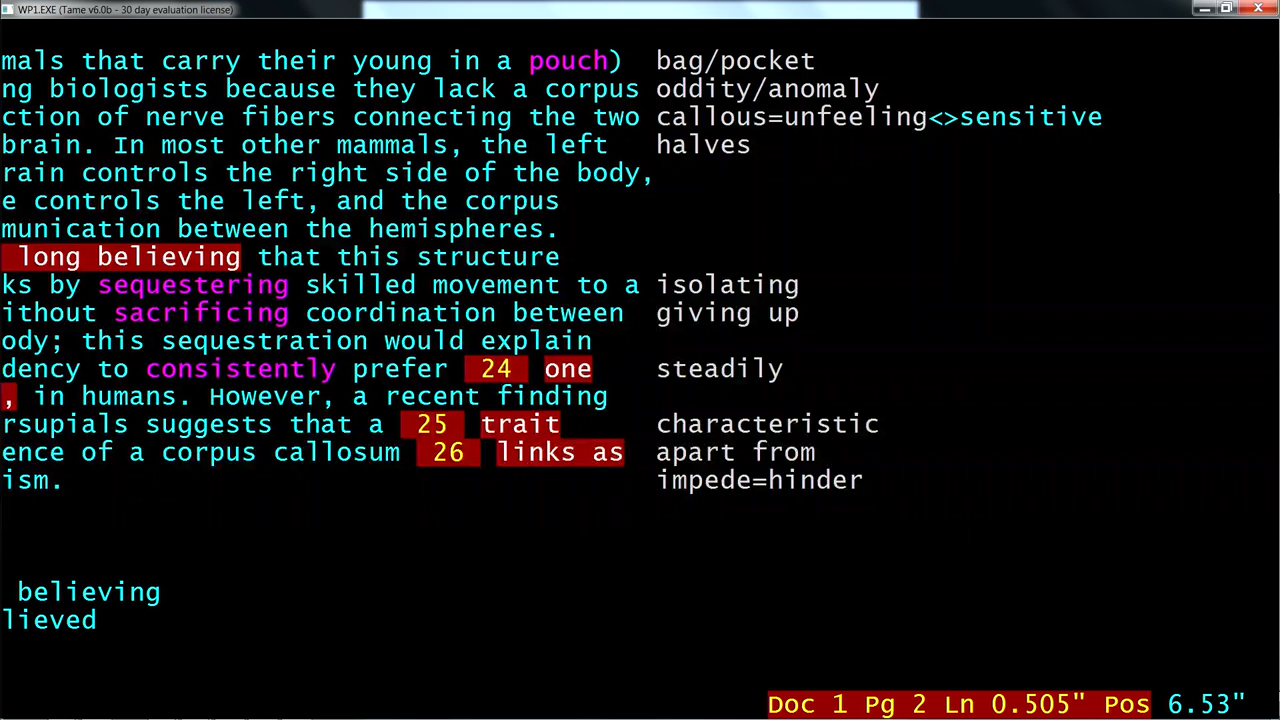 WP1.EXE (Tame v6.0b - 30 day evaluation license)
mals that carry their young in a pouch) bag/pocket
ng biologists because they lack a corpus oddity/anomaly
ction of nerve fibers connecting the two callous=unfeeling<>sensitive
brain. In most other mammals, the left halves
rain controls the right side of the body,
e controls the left, and the corpus
munication between the hemispheres.
long believing that this structure
ks by sequestering skilled movement to a isolating
ithout sacrificing coordination between giving up
ody; this sequestration would explain
dency to consistently prefer 24 one steadily
, in humans. However, a recent finding
rsupials suggests that a 25 trait characteristic
ence of a corpus callosum 26 links as apart from
ism. impede=hinder
believing
lieved
Doc 1 Pg 2 Ln 0.505" Pos 6.53"